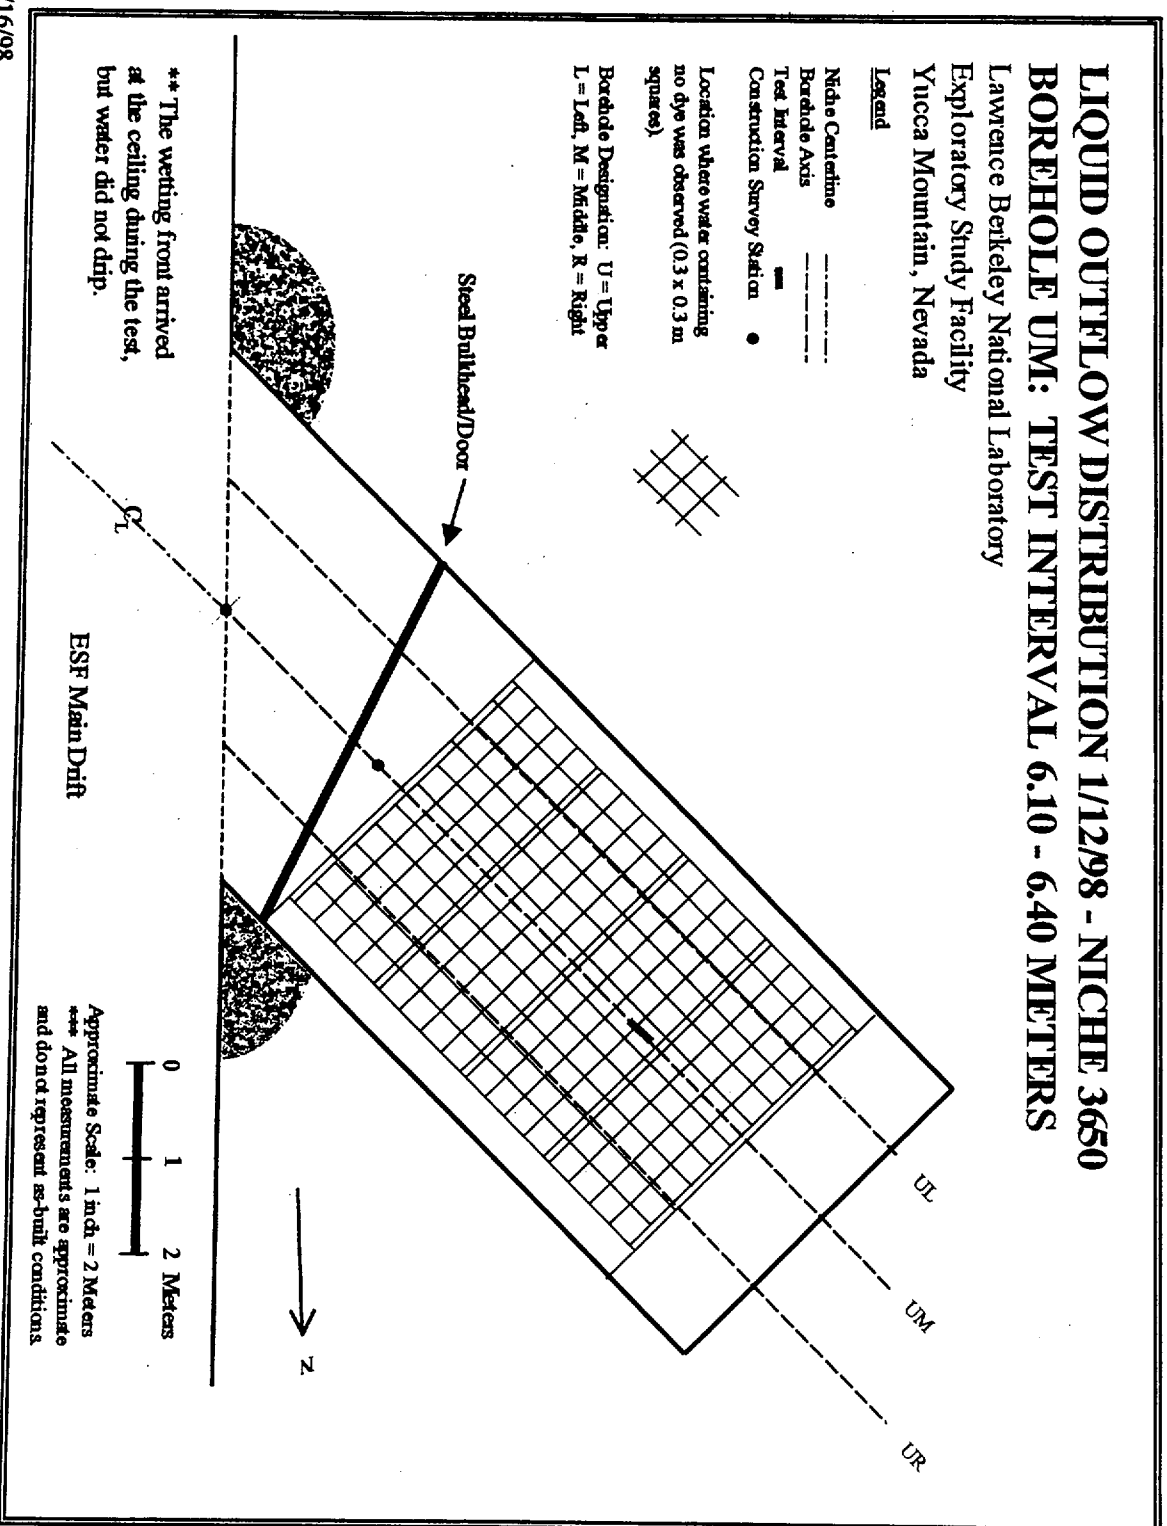 LIQUID OUTFLOW DISTRIBUTION 1/12/98 - NICHE 3650
BOREHOLE UM: TEST INTERVAL 6.10 - 6.40 METERS
Lawrence Berkeley National Laboratory
Exploratory Study Facility
Yucca Mountain, Nevada
Legend
Niche Centerline
Borehole Axis
Test Interval
Construction Survey Station
Location where water containing
no dye was observed (0.3 x 0.3 m
squares).
Borehole Designation: U = Upper
L = Left, M = Middle, R = Right
Steel Bulkhead/Door
UL
UM
UR
** The wetting front arrived
at the ceiling during the test,
but water did not drip.
CL
ESF Main Drift
N
0 1 2 Meters
Approximate Scale: 1 inch = 2 Meters
*** All measurements are approximate
and do not represent as-built conditions.
/16/98